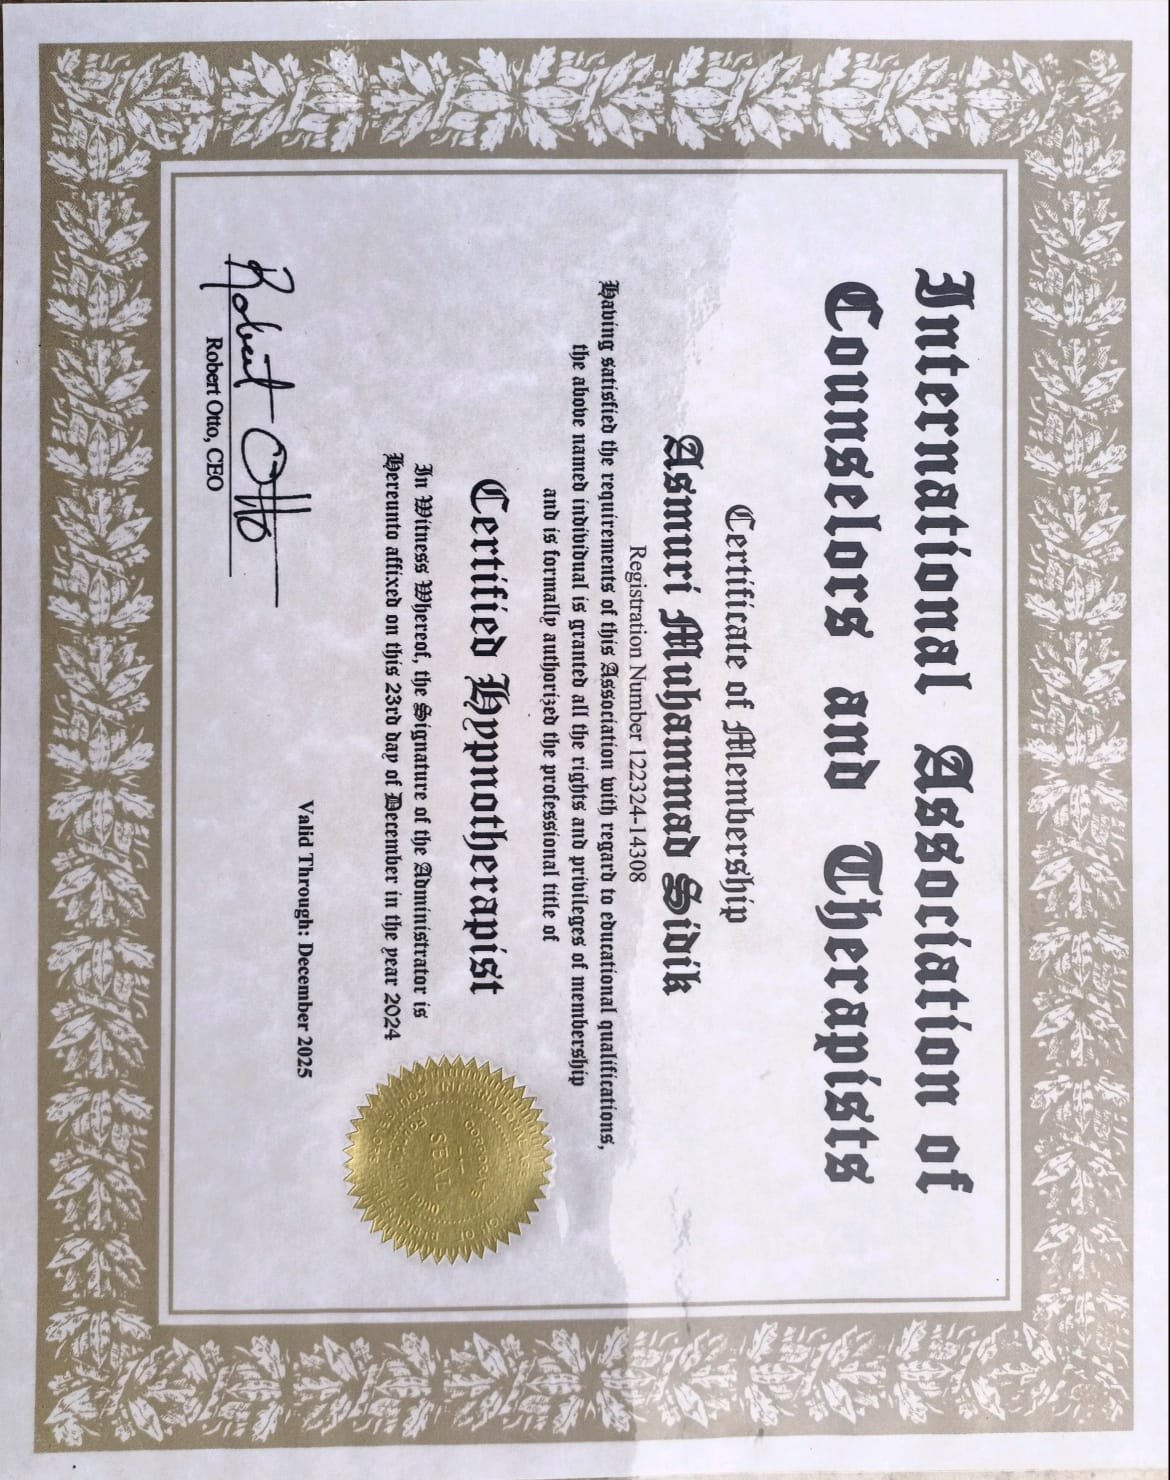 International Association of
Counselors and Therapists
Certificate of Membership
Asmuri Muhammad Sidik
Registration Number 122324-14308
Having satisfied the requirements of this Association with regard to educational qualifications,
the above named individual is granted all the rights and privileges of membership
and is formally authorized the professional title of
Certified Hypnotherapist
In Witness Whereof, the Signature of the Administrator is
Hereunto affixed on this 23rd day of December in the year 2024
Valid Through: December 2025
Robert Otto
Robert Otto, CEO
SEAL